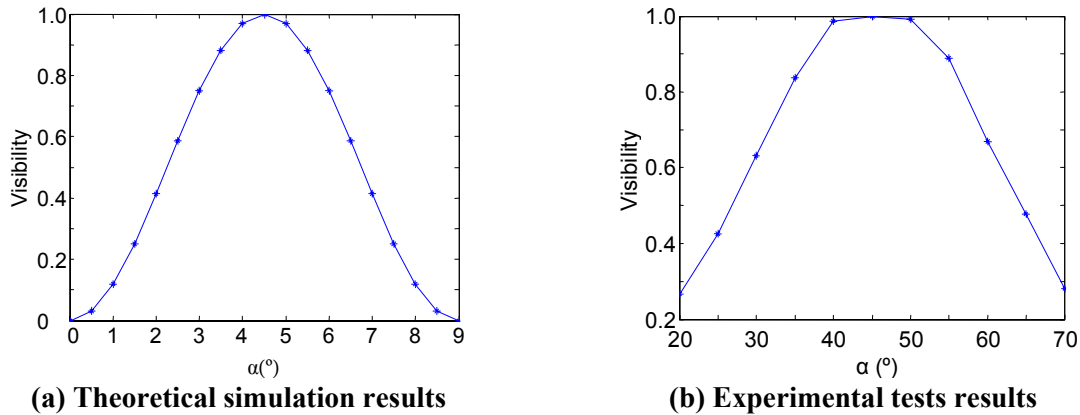 1.0
0.8
0.6
0.4
0.2
0
Visibility
0 1 2 3 4 5 6 7 8 9
α(º)
(a) Theoretical simulation results
1.0
0.8
0.6
0.4
0.2
Visibility
20 30 40 50 60 70
α (º)
(b) Experimental tests results